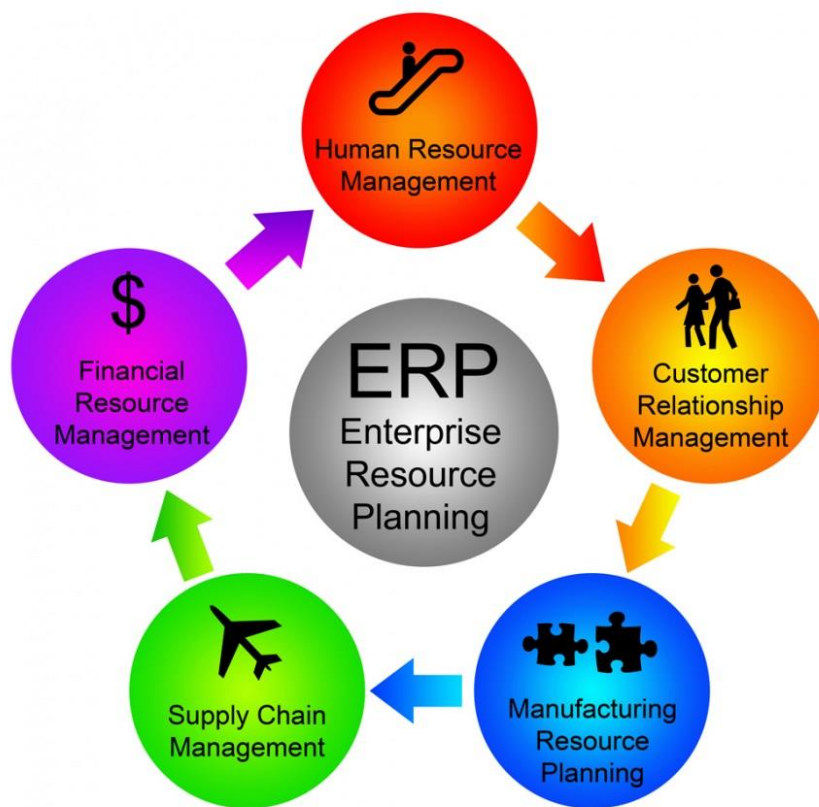 Human Resource
Management
Customer
Relationship
Management
Manufacturing
Resource
Planning
Supply Chain
Management
$
Financial
Resource
Management
ERP
Enterprise
Resource
Planning